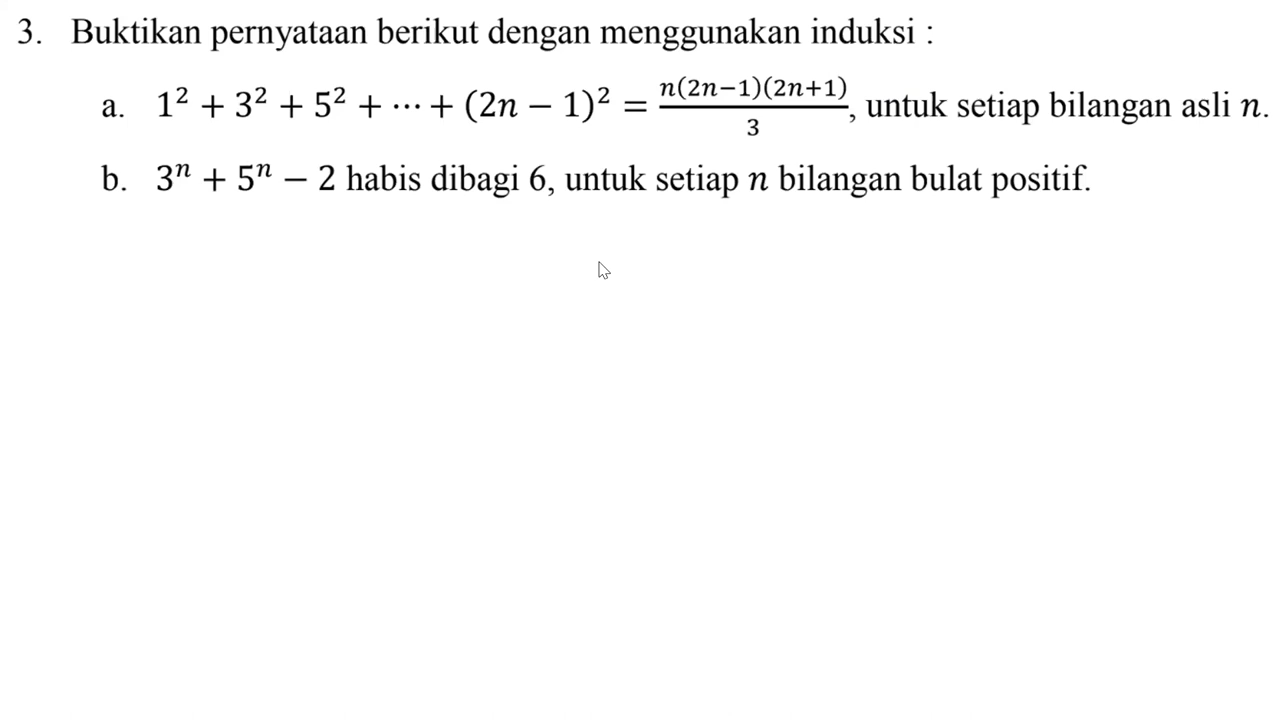 3. Buktikan pernyataan berikut dengan menggunakan induksi :
a. 1² + 3² + 5² + ⋯ + (2n − 1)² = n(2n−1)(2n+1)/3, untuk setiap bilangan asli n.
b. 3ⁿ + 5ⁿ − 2 habis dibagi 6, untuk setiap n bilangan bulat positif.